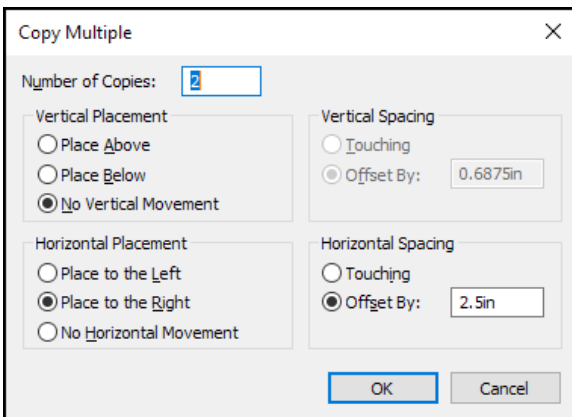 Copy Multiple
Number of Copies: 2
Vertical Placement
Place Above
Place Below
No Vertical Movement
Vertical Spacing
Touching
Offset By: 0.6875in
Horizontal Placement
Place to the Left
Place to the Right
No Horizontal Movement
Horizontal Spacing
Touching
Offset By: 2.5in
OK Cancel